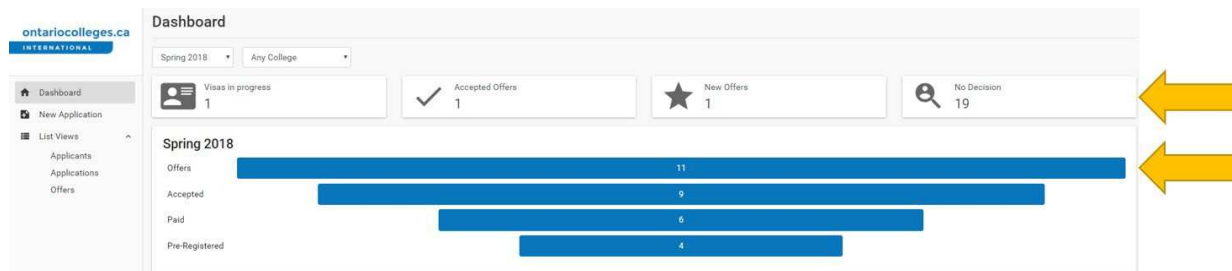 ontariocolleges.ca
INTERNATIONAL
Dashboard
New Application
List Views
Applicants
Applications
Offers
Dashboard
Spring 2018
Any College
Visas in progress
1
Accepted Offers
1
New Offers
1
No Decision
19
Spring 2018
Offers 11
Accepted 9
Paid 6
Pre-Registered 4